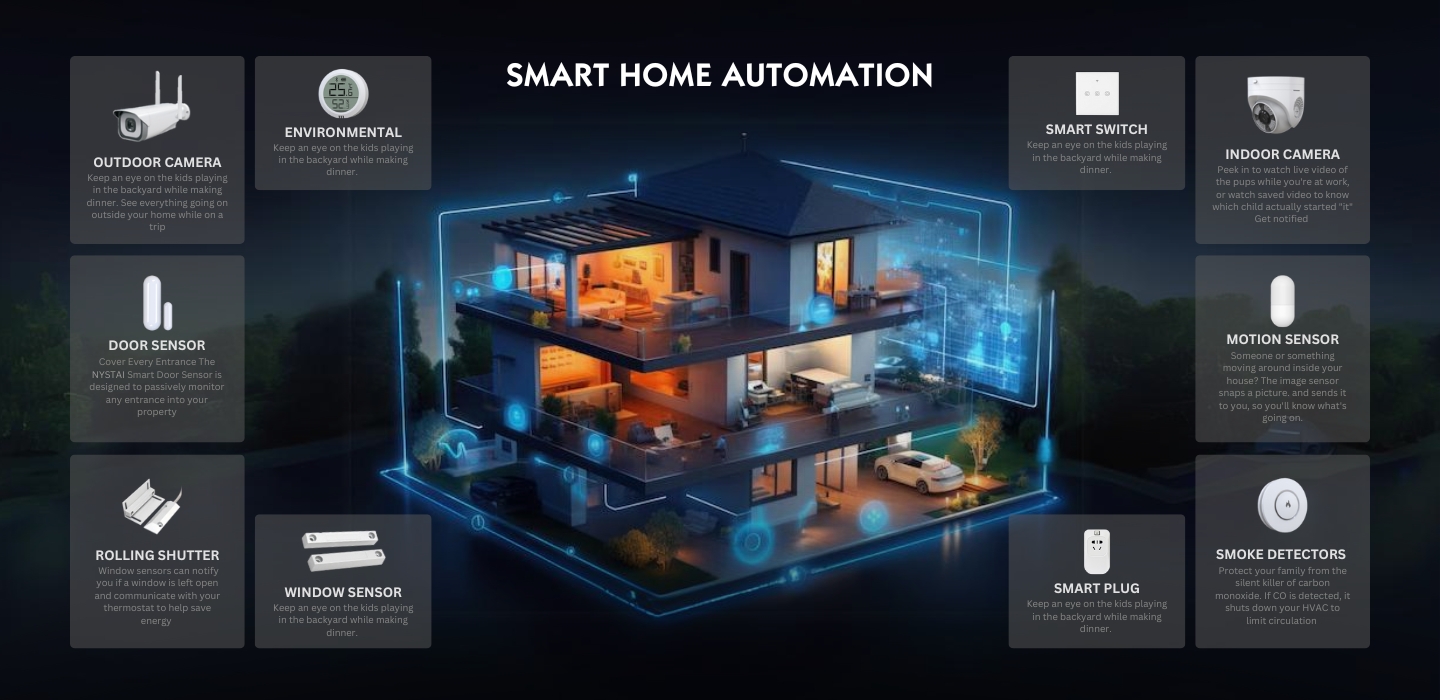 SMART HOME AUTOMATION
OUTDOOR CAMERA
Keep an eye on the kids playing
in the backyard while making
dinner. See everything going on
outside your home while on a
trip
25.6
52
ENVIRONMENTAL
Keep an eye on the kids playing
in the backyard while making
dinner.
DOOR SENSOR
Cover Every Entrance The
NYSTAI Smart Door Sensor is
designed to passively monitor
any entrance into your
property
ROLLING SHUTTER
Window sensors can notify
you if a window is left open
and communicate with your
thermostat to help save
energy
WINDOW SENSOR
Keep an eye on the kids playing
in the backyard while making
dinner.
SMART SWITCH
Keep an eye on the kids playing
in the backyard while making
dinner.
INDOOR CAMERA
Peek in to watch live video of
the pups while you're at work,
or watch saved video to know
which child actually started "it"
Get notified
MOTION SENSOR
Someone or something
moving around inside your
house? The image sensor
snaps a picture. and sends it
to you, so you'll know what's
going on.
SMART PLUG
Keep an eye on the kids playing
in the backyard while making
dinner.
SMOKE DETECTORS
Protect your family from the
silent killer of carbon
monoxide. If CO is detected, it
shuts down your HVAC to
limit circulation